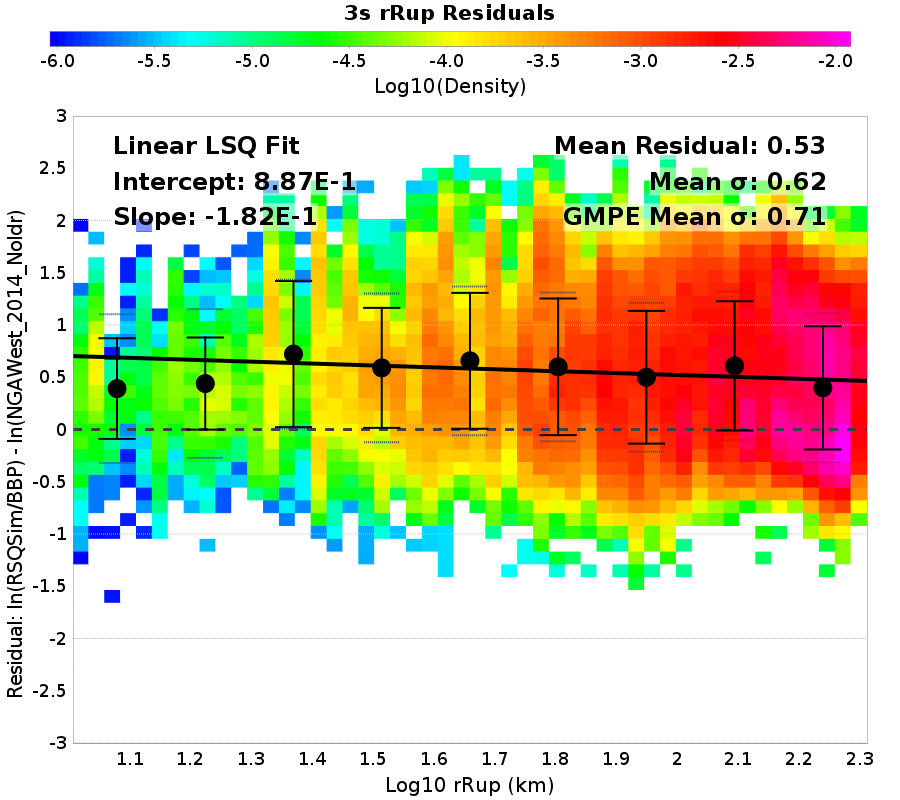 3s rRup Residuals
-6.0 -5.5 -5.0 -4.5 -4.0 -3.5 -3.0 -2.5 -2.0
Log10(Density)
Linear LSQ Fit
Intercept: 8.87E-1
Slope: -1.82E-1
Mean Residual: 0.53
Mean σ: 0.62
GMPE Mean σ: 0.71
Residual: ln(RSQSim/BBP) - ln(NGAWest_2014_NoIdr)
3
2.5
2
1.5
1
0.5
0
-0.5
-1
-1.5
-2
-2.5
-3
1.1 1.2 1.3 1.4 1.5 1.6 1.7 1.8 1.9 2 2.1 2.2 2.3
Log10 rRup (km)